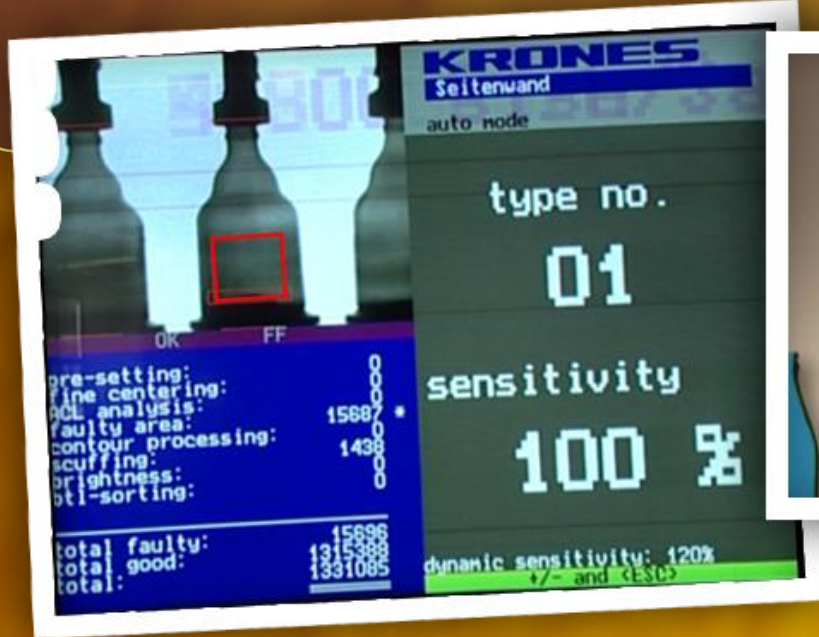 KRONES
Seitenwand
auto mode
type no.
01
sensitivity
100 %
dynamic sensitivity: 120%
+/- and <ESC>
OK FF
pre-setting: 0
fine centering: 0
ACL analysis: 0
faulty area: 15687 *
contour processing: 0
scuffing: 1438
brightness: 0
btl-sorting: 0
total faulty: 15696
total good: 1315388
total: 1331085